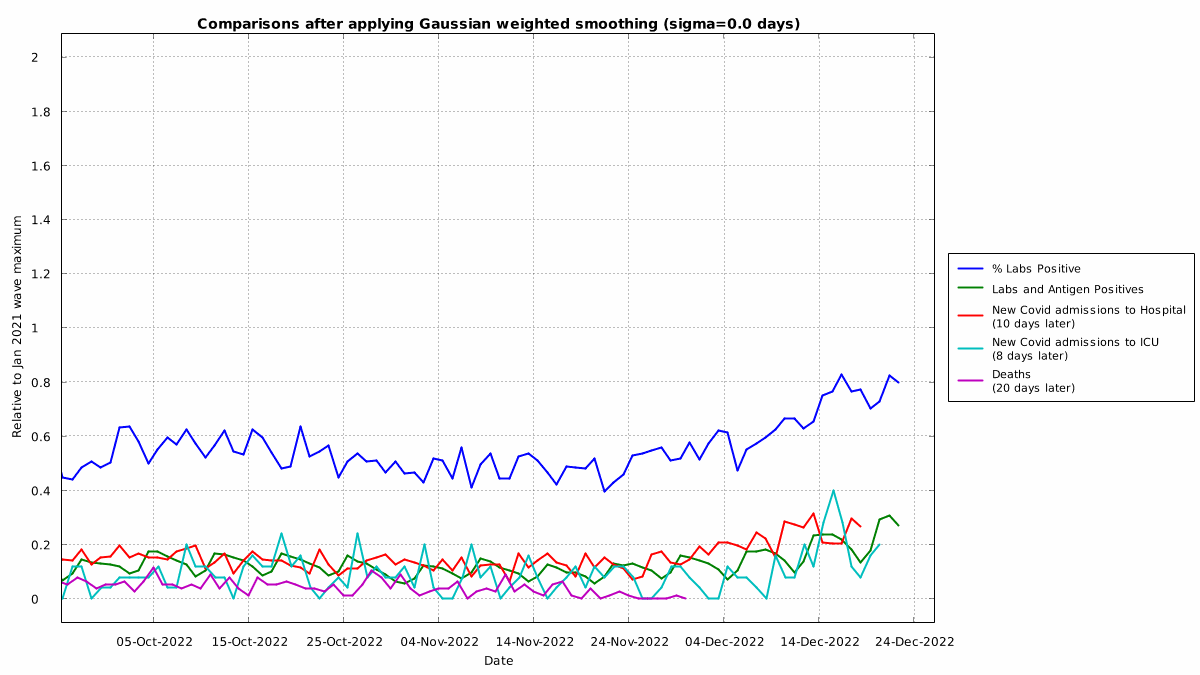 Comparisons after applying Gaussian weighted smoothing (sigma=0.0 days)
Relative to Jan 2021 wave maximum
2
1.8
1.6
1.4
1.2
1
0.8
0.6
0.4
0.2
0
05-Oct-2022
15-Oct-2022
25-Oct-2022
04-Nov-2022
14-Nov-2022
24-Nov-2022
04-Dec-2022
14-Dec-2022
24-Dec-2022
Date
% Labs Positive
Labs and Antigen Positives
New Covid admissions to Hospital
(10 days later)
New Covid admissions to ICU
(8 days later)
Deaths
(20 days later)